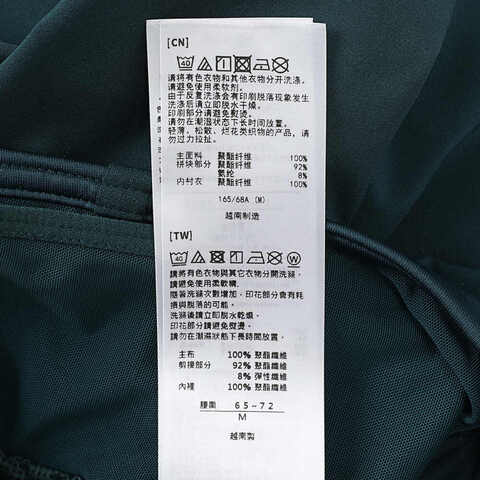 [CN]
40
请将有色衣物和其他衣物分开洗涤。
请避免使用柔软剂。
由于反复洗涤会有印刷脱落现象发生
洗涤后请立即脱水干燥。
印刷部分请避免熨烫。
请勿在潮湿状态下长时间放置。
轻薄、松散、烂花类织物的产品，请
勿过力拉扯。
主面料 聚酯纤维 100%
拼块部分 聚酯纤维 92%
氨纶 8%
内衬衣 聚酯纤维 100%
165/68A (M)
越南制造
[TW]
40 W
請將有色衣物與其它衣物分開洗滌。
請避免使用柔軟精。
隨著洗滌次數增加，印花部分會有耗
損與脱落的可能。
洗滌後請立即脱水乾燥。
印花部分請避免熨燙。
請勿在潮濕狀態下長時間放置。
主布 100% 聚酯纖維
剪接部分 92% 聚酯纖維
8% 彈性纖維
內裡 100% 聚酯纖維
腰圍 65~72
M
越南製